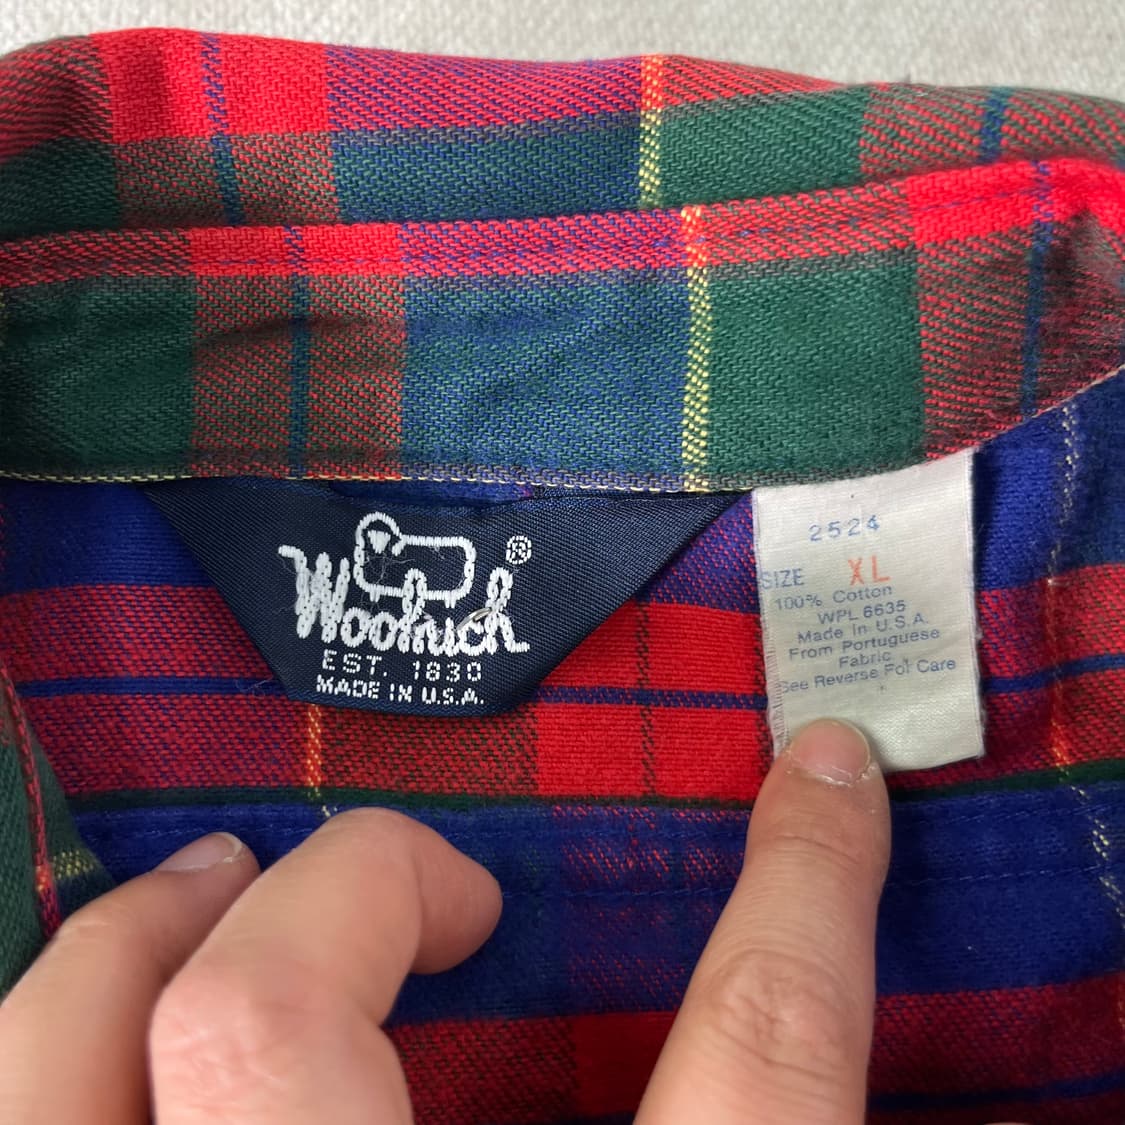 Woolrich ®
EST. 1830
MADE IN U.S.A.
2524
SIZE XL
100% Cotton
WPL 6635
Made In U.S.A.
From Portuguese
Fabric
See Reverse For Care